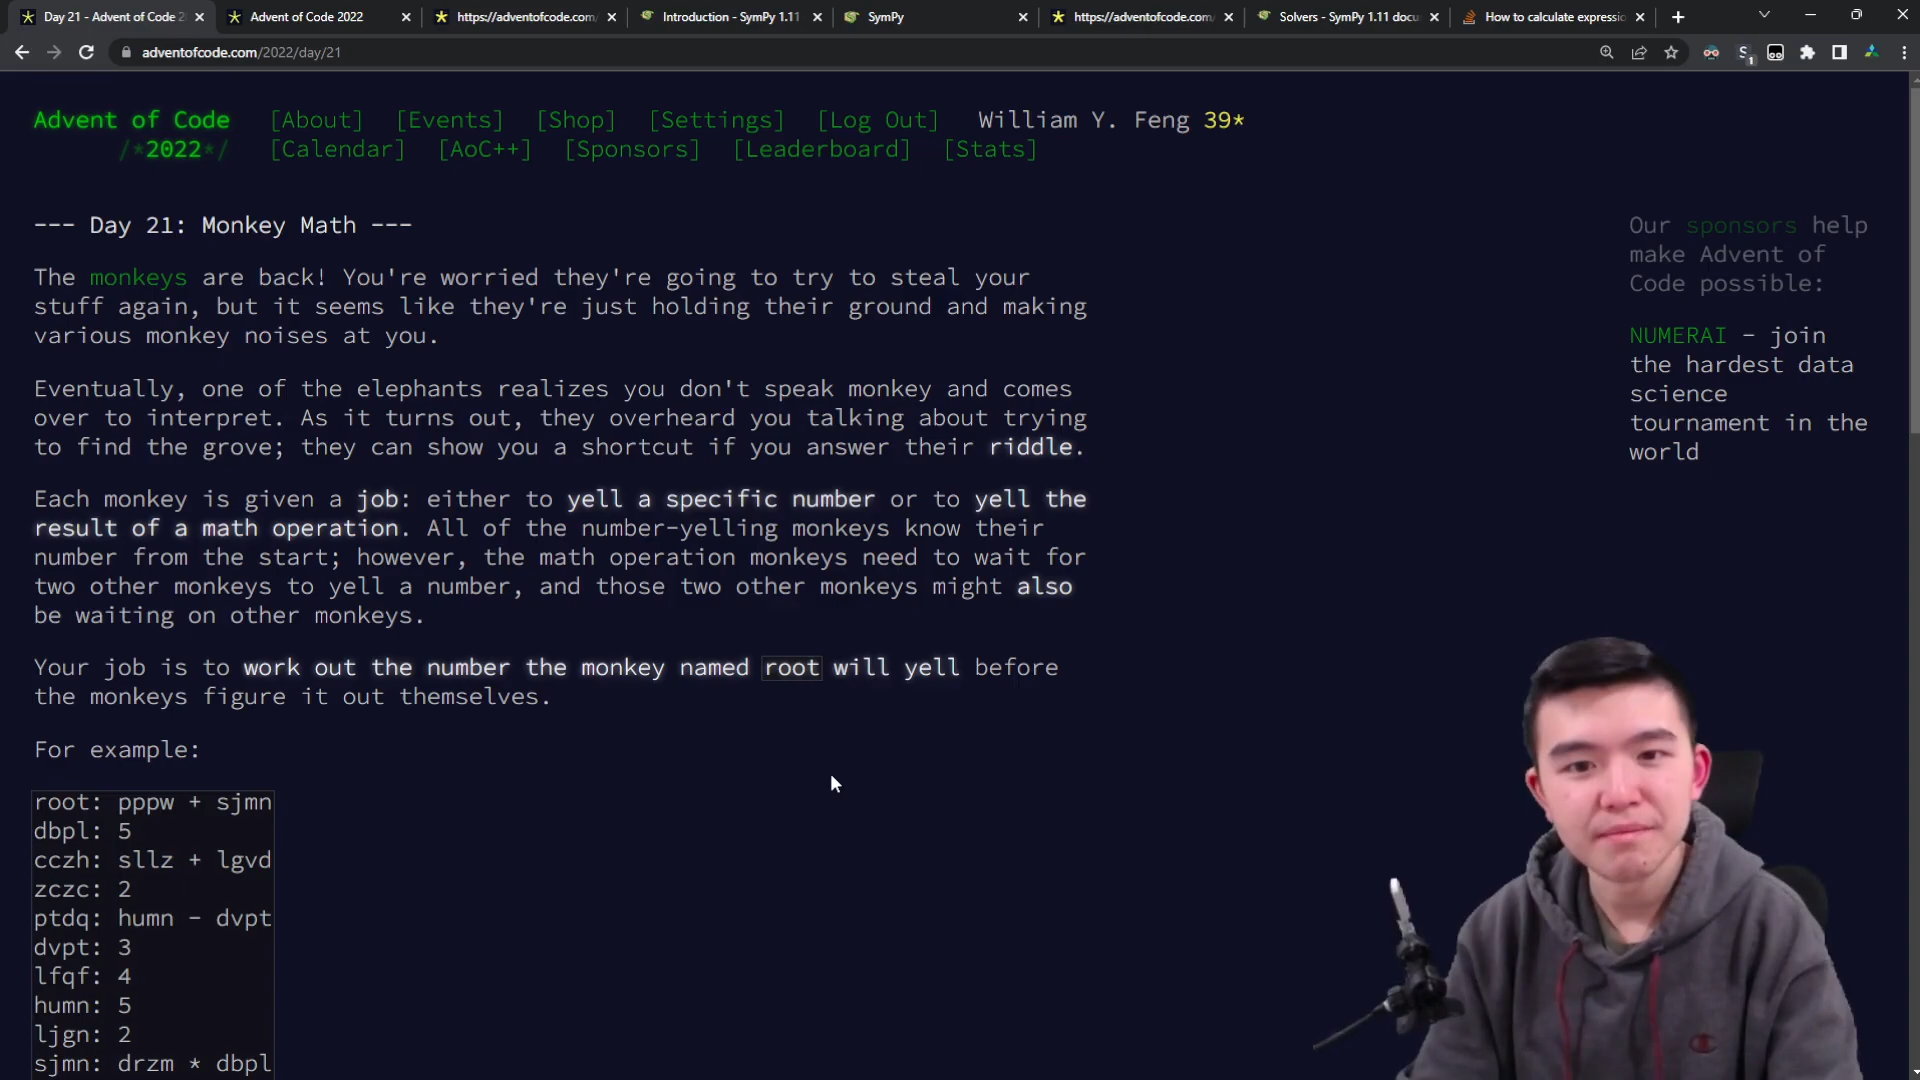 Day 21 - Advent of Code 2
Advent of Code 2022
https://adventofcode.com/
Introduction - SymPy 1.11
SymPy
https://adventofcode.com/
Solvers - SymPy 1.11 docu
How to calculate expressio
adventofcode.com/2022/day/21
Advent of Code [About] [Events] [Shop] [Settings] [Log Out] William Y. Feng 39*
/*2022*/ [Calendar] [AoC++] [Sponsors] [Leaderboard] [Stats]
--- Day 21: Monkey Math ---
The monkeys are back! You're worried they're going to try to steal your
stuff again, but it seems like they're just holding their ground and making
various monkey noises at you.
Eventually, one of the elephants realizes you don't speak monkey and comes
over to interpret. As it turns out, they overheard you talking about trying
to find the grove; they can show you a shortcut if you answer their riddle.
Each monkey is given a job: either to yell a specific number or to yell the
result of a math operation. All of the number-yelling monkeys know their
number from the start; however, the math operation monkeys need to wait for
two other monkeys to yell a number, and those two other monkeys might also
be waiting on other monkeys.
Your job is to work out the number the monkey named root will yell before
the monkeys figure it out themselves.
For example:
root: pppw + sjmn
dbpl: 5
cczh: sllz + lgvd
zczc: 2
ptdq: humn - dvpt
dvpt: 3
lfqf: 4
humn: 5
ljgn: 2
sjmn: drzm * dbpl
Our sponsors help
make Advent of
Code possible:
NUMERAI - join
the hardest data
science
tournament in the
world